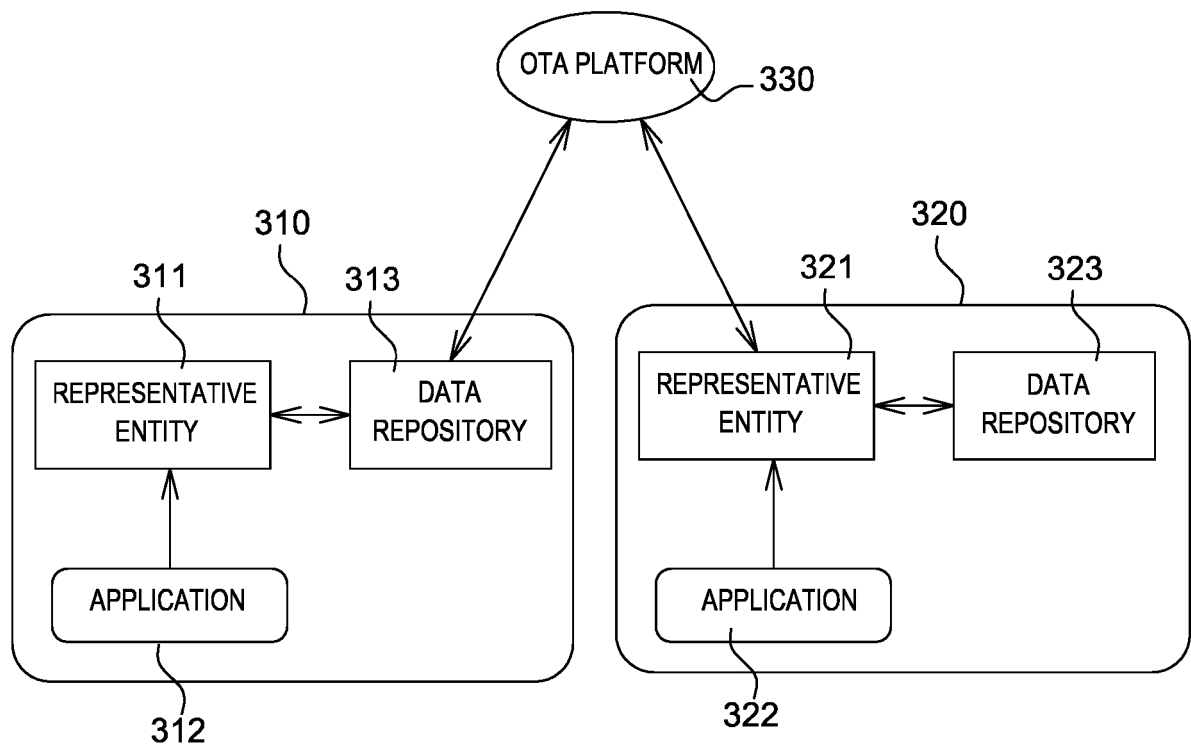 OTA PLATFORM
330
310
320
311
313
321
323
REPRESENTATIVE
ENTITY
DATA
REPOSITORY
REPRESENTATIVE
ENTITY
DATA
REPOSITORY
APPLICATION
APPLICATION
312
322